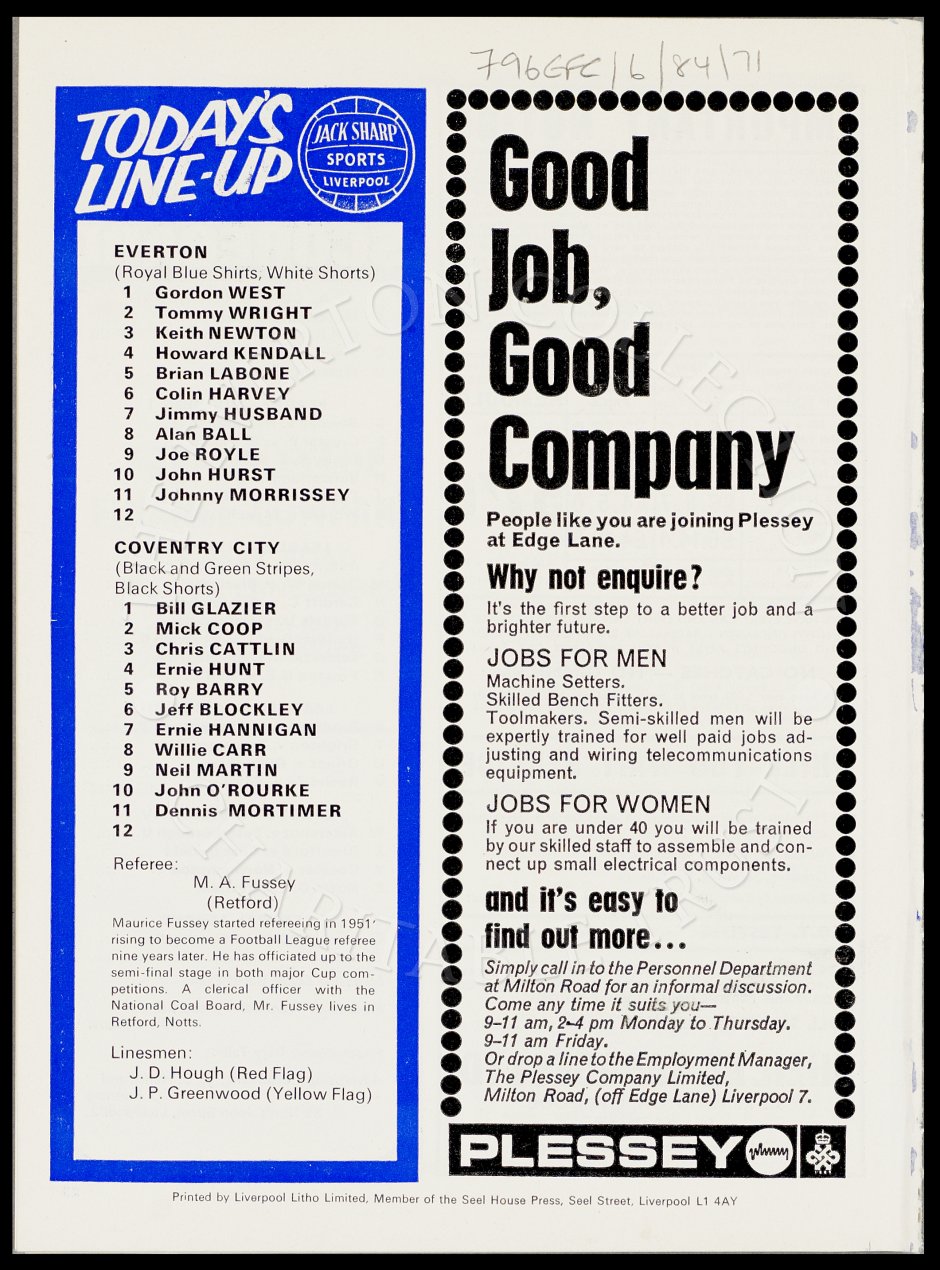 796EFC/6/84/71
TODAY'S
LINE-UP
JACK SHARP
SPORTS
LIVERPOOL
EVERTON
(Royal Blue Shirts, White Shorts)
1 Gordon WEST
2 Tommy WRIGHT
3 Keith NEWTON
4 Howard KENDALL
5 Brian LABONE
6 Colin HARVEY
7 Jimmy HUSBAND
8 Alan BALL
9 Joe ROYLE
10 John HURST
11 Johnny MORRISSEY
12
COVENTRY CITY
(Black and Green Stripes,
Black Shorts)
1 Bill GLAZIER
2 Mick COOP
3 Chris CATTLIN
4 Ernie HUNT
5 Roy BARRY
6 Jeff BLOCKLEY
7 Ernie HANNIGAN
8 Willie CARR
9 Neil MARTIN
10 John O'ROURKE
11 Dennis MORTIMER
12
Referee:
M. A. Fussey
(Retford)
Maurice Fussey started refereeing in 1951
rising to become a Football League referee
nine years later. He has officiated up to the
semi-final stage in both major Cup com-
petitions. A clerical officer with the
National Coal Board, Mr. Fussey lives in
Retford, Notts.
Linesmen:
J. D. Hough (Red Flag)
J. P. Greenwood (Yellow Flag)
Good
Job,
Good
Company
People like you are joining Plessey
at Edge Lane.
Why not enquire?
It's the first step to a better job and a
brighter future.
JOBS FOR MEN
Machine Setters.
Skilled Bench Fitters.
Toolmakers. Semi-skilled men will be
expertly trained for well paid jobs ad-
justing and wiring telecommunications
equipment.
JOBS FOR WOMEN
If you are under 40 you will be trained
by our skilled staff to assemble and con-
nect up small electrical components.
and it's easy to
find out more...
Simply call in to the Personnel Department
at Milton Road for an informal discussion.
Come any time it suits you—
9-11 am, 2-4 pm Monday to Thursday.
9-11 am Friday.
Or drop a line to the Employment Manager,
The Plessey Company Limited,
Milton Road, (off Edge Lane) Liverpool 7.
PLESSEY
Printed by Liverpool Litho Limited, Member of the Seel House Press, Seel Street, Liverpool L1 4AY
THE EVERTON COLLECTION
CHARITABLE TRUST